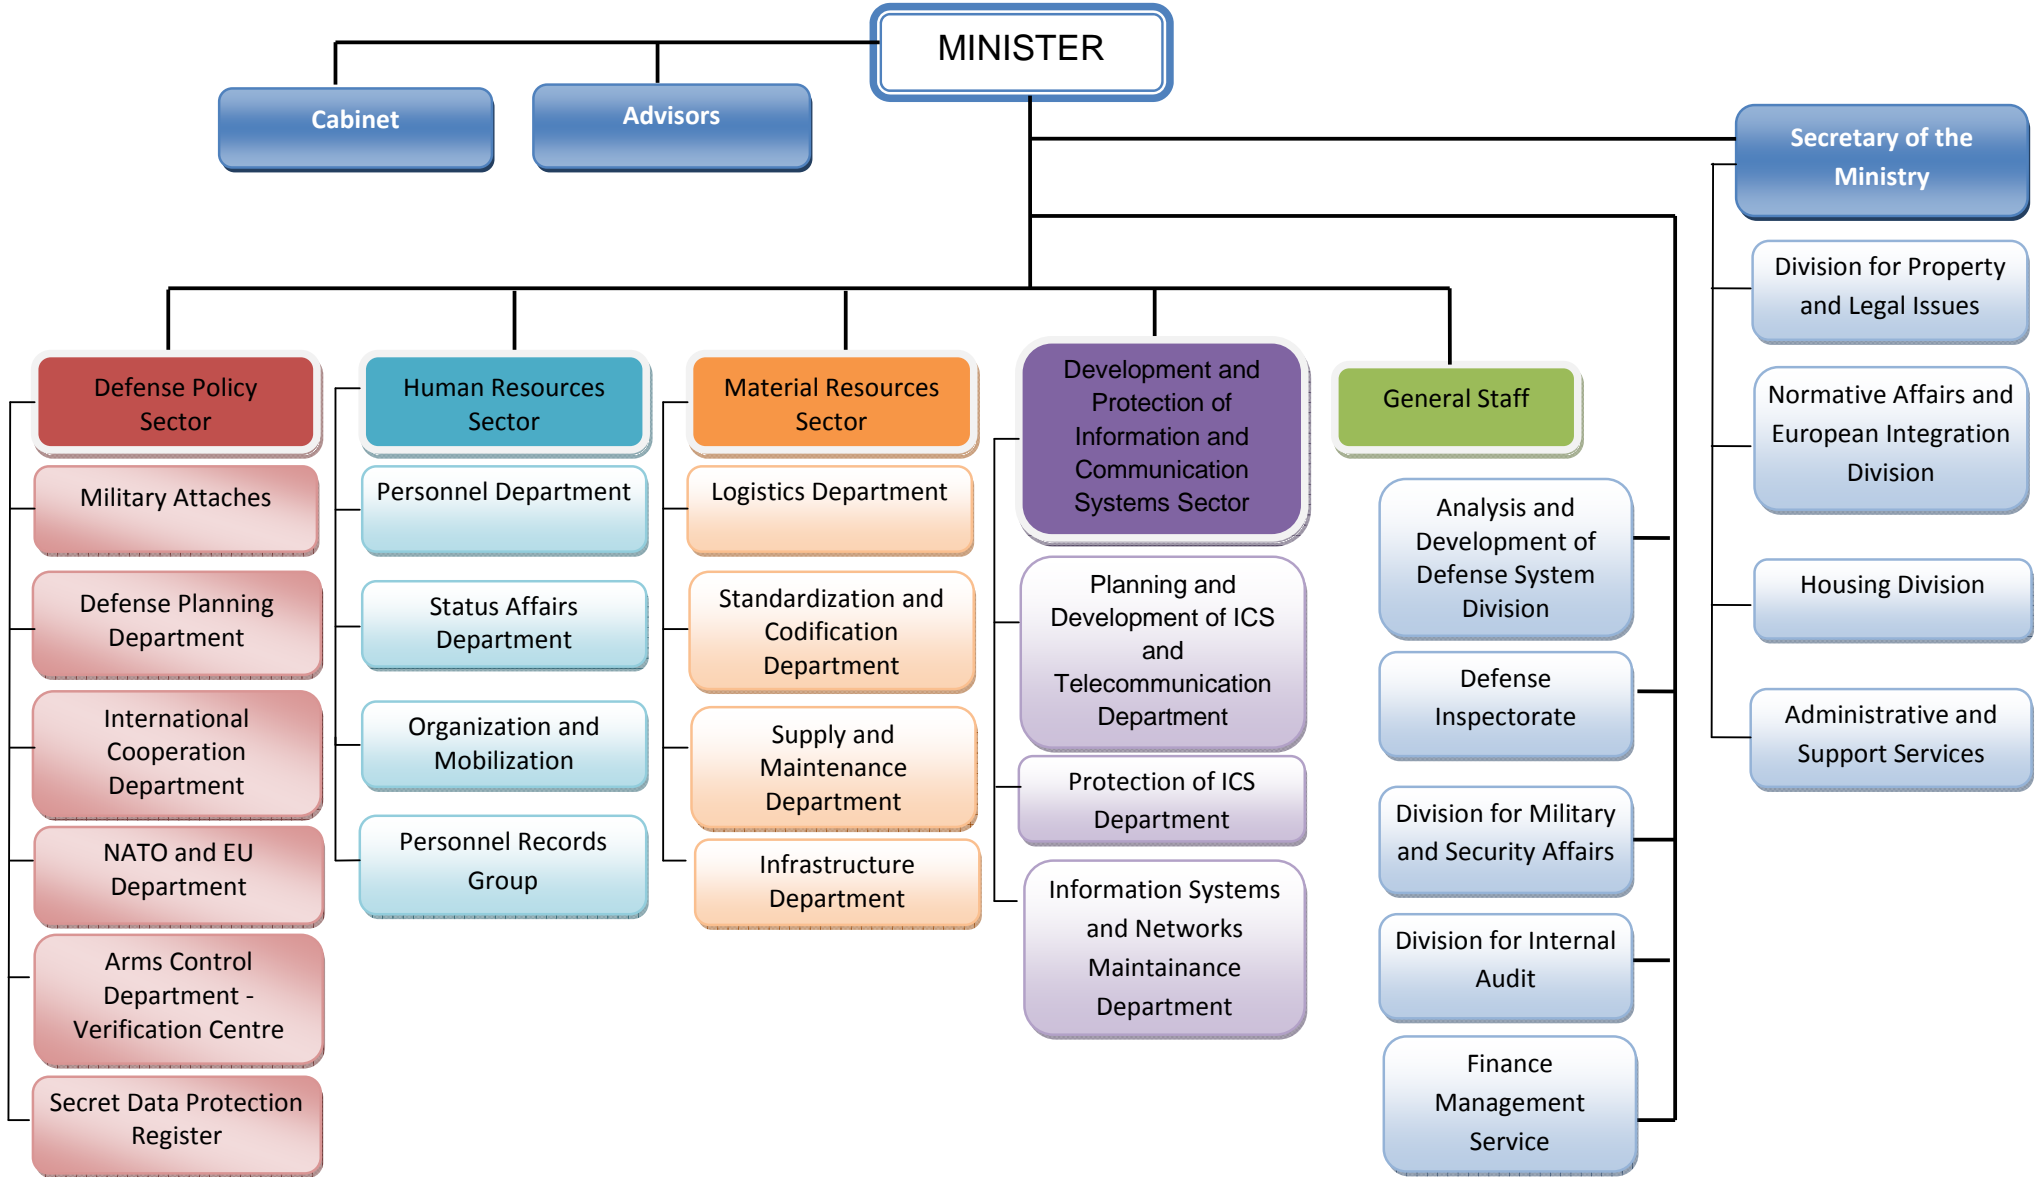 MINISTER
Cabinet
Advisors
Secretary of the
Ministry
Division for Property
and Legal Issues
Normative Affairs and
European Integration
Division
Housing Division
Administrative and
Support Services
Defense Policy
Sector
Military Attaches
Defense Planning
Department
International
Cooperation
Department
NATO and EU
Department
Arms Control
Department -
Verification Centre
Secret Data Protection
Register
Human Resources
Sector
Personnel Department
Status Affairs
Department
Organization and
Mobilization
Personnel Records
Group
Material Resources
Sector
Logistics Department
Standardization and
Codification
Department
Supply and
Maintenance
Department
Infrastructure
Department
Development and
Protection of
Information and
Communication
Systems Sector
Planning and
Development of ICS
and
Telecommunication
Department
Protection of ICS
Department
Information Systems
and Networks
Maintainance
Department
General Staff
Analysis and
Development of
Defense System
Division
Defense
Inspectorate
Division for Military
and Security Affairs
Division for Internal
Audit
Finance
Management
Service